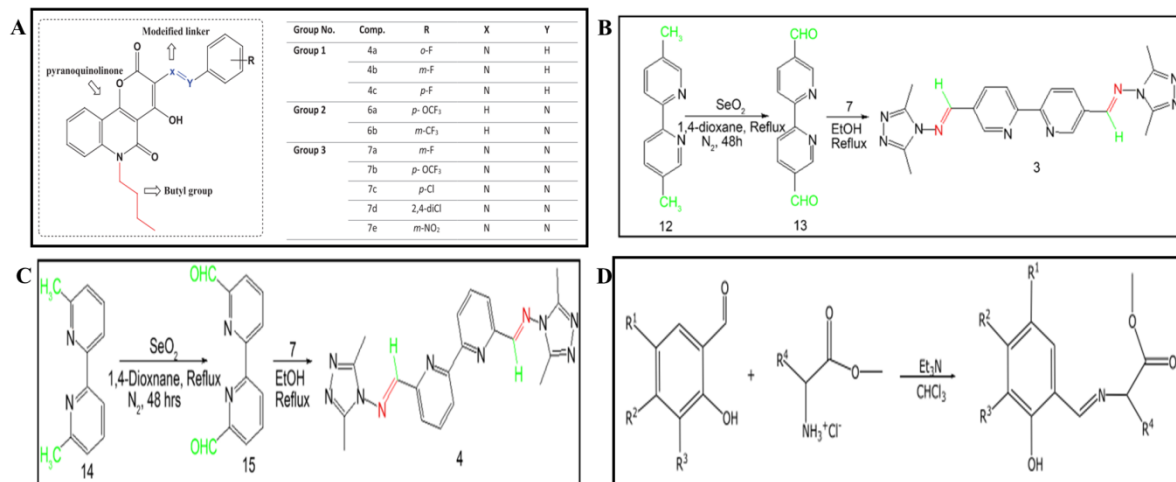 A
Modeified linker
pyranoquinolinone
O
O
O
X
Y
R
OH
N
O
Butyl group
Group No. Comp. R X Y
Group 1 4a o-F N H
4b m-F N H
4c p-F N H
Group 2 6a p- OCF3 H N
6b m-CF3 H N
Group 3 7a m-F N N
7b p- OCF3 N N
7c p-Cl N N
7d 2,4-diCl N N
7e m-NO2 N N
B
CH3
N
N
CH3
12
SeO2
1,4-dioxane, Reflux
N2, 48h
CHO
N
N
CHO
13
7
EtOH
Reflux
N
N
N
N
H
N
N
H
N
N
N
N
3
C
H3C
N
N
H3C
14
SeO2
1,4-Dioxnane, Reflux
N2, 48 hrs
OHC
N
N
OHC
15
7
EtOH
Reflux
N
N
N
N
H
N
N
H
N
N
N
N
4
D
R1
O
R2
OH
R3
+
O
R4
O
NH3+Cl-
Et3N
CHCl3
R1
R2
R3
OH
N
O
O
R4